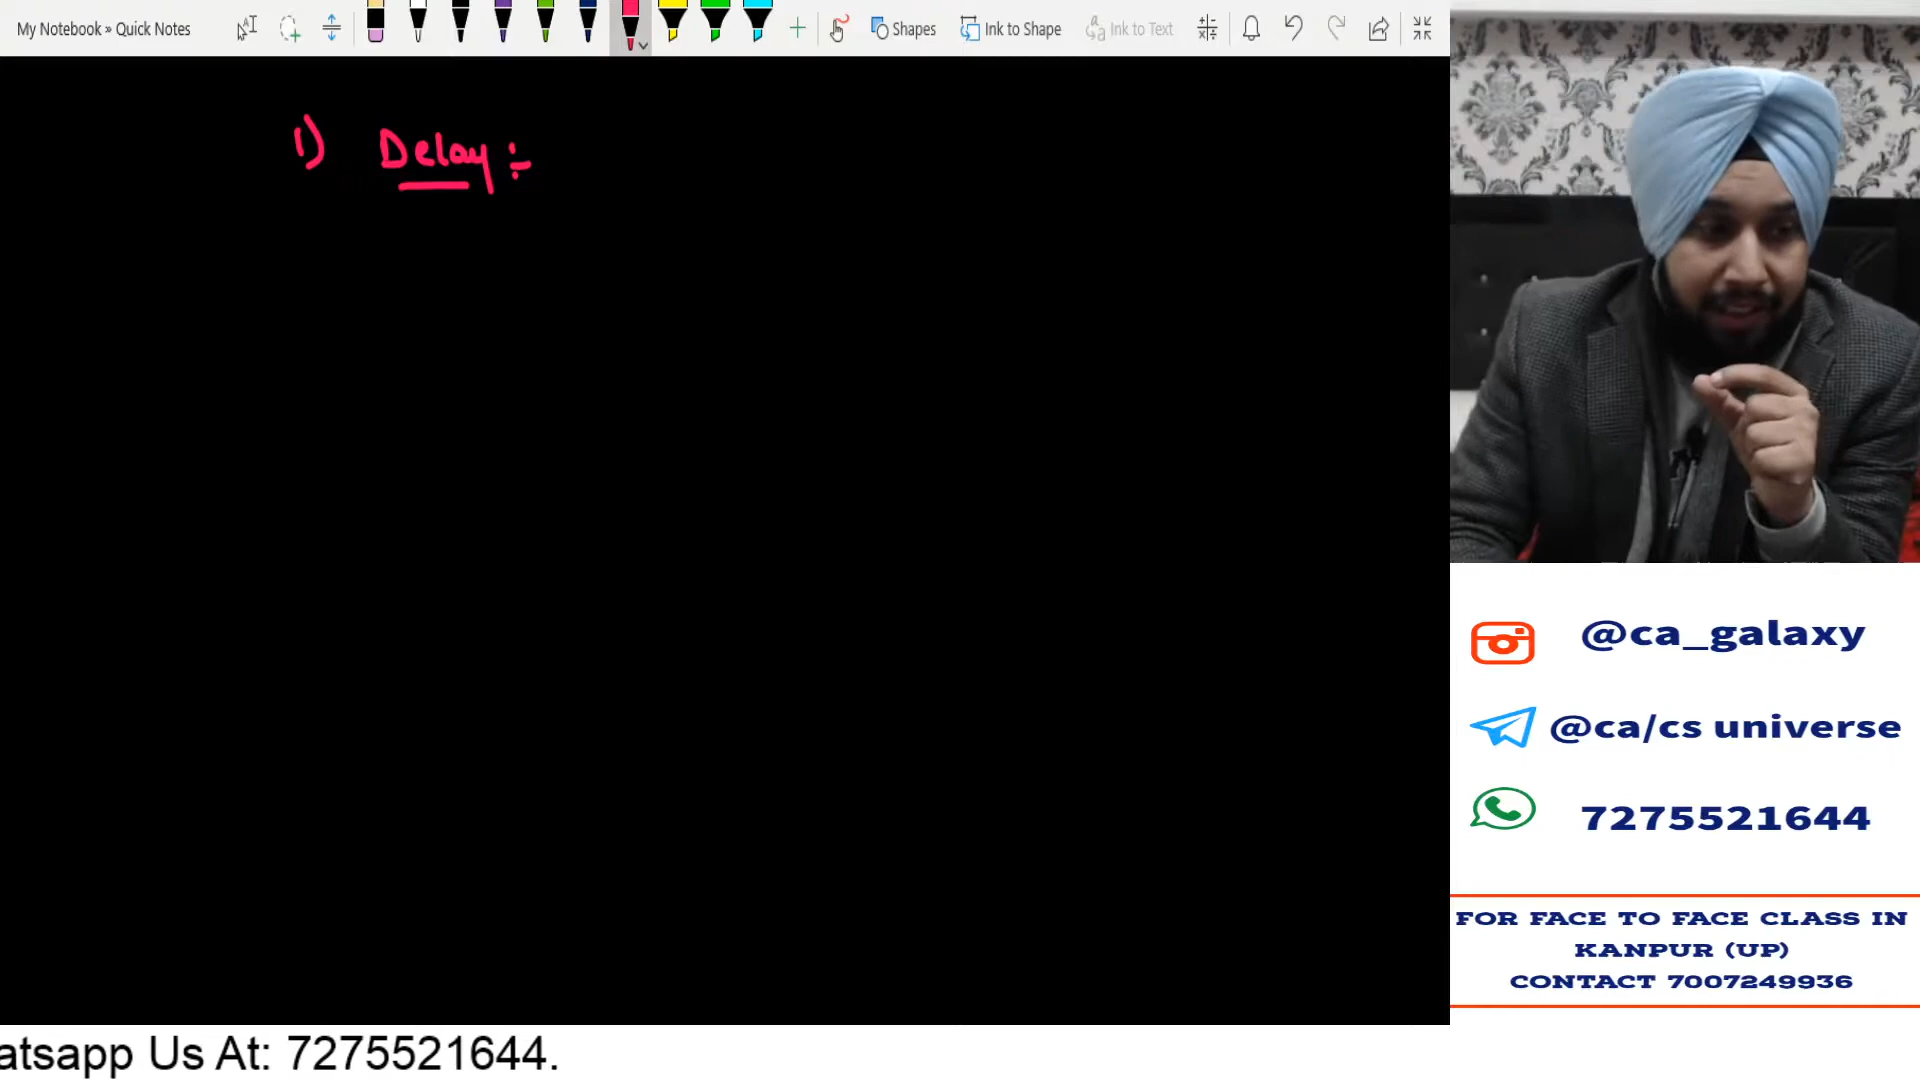 My Notebook » Quick Notes
Shapes
Ink to Shape
Ink to Text
1) Delay :-
@ca_galaxy
@ca/cs universe
7275521644
FOR FACE TO FACE CLASS IN
KANPUR (UP)
CONTACT 7007249936
atsapp Us At: 7275521644.